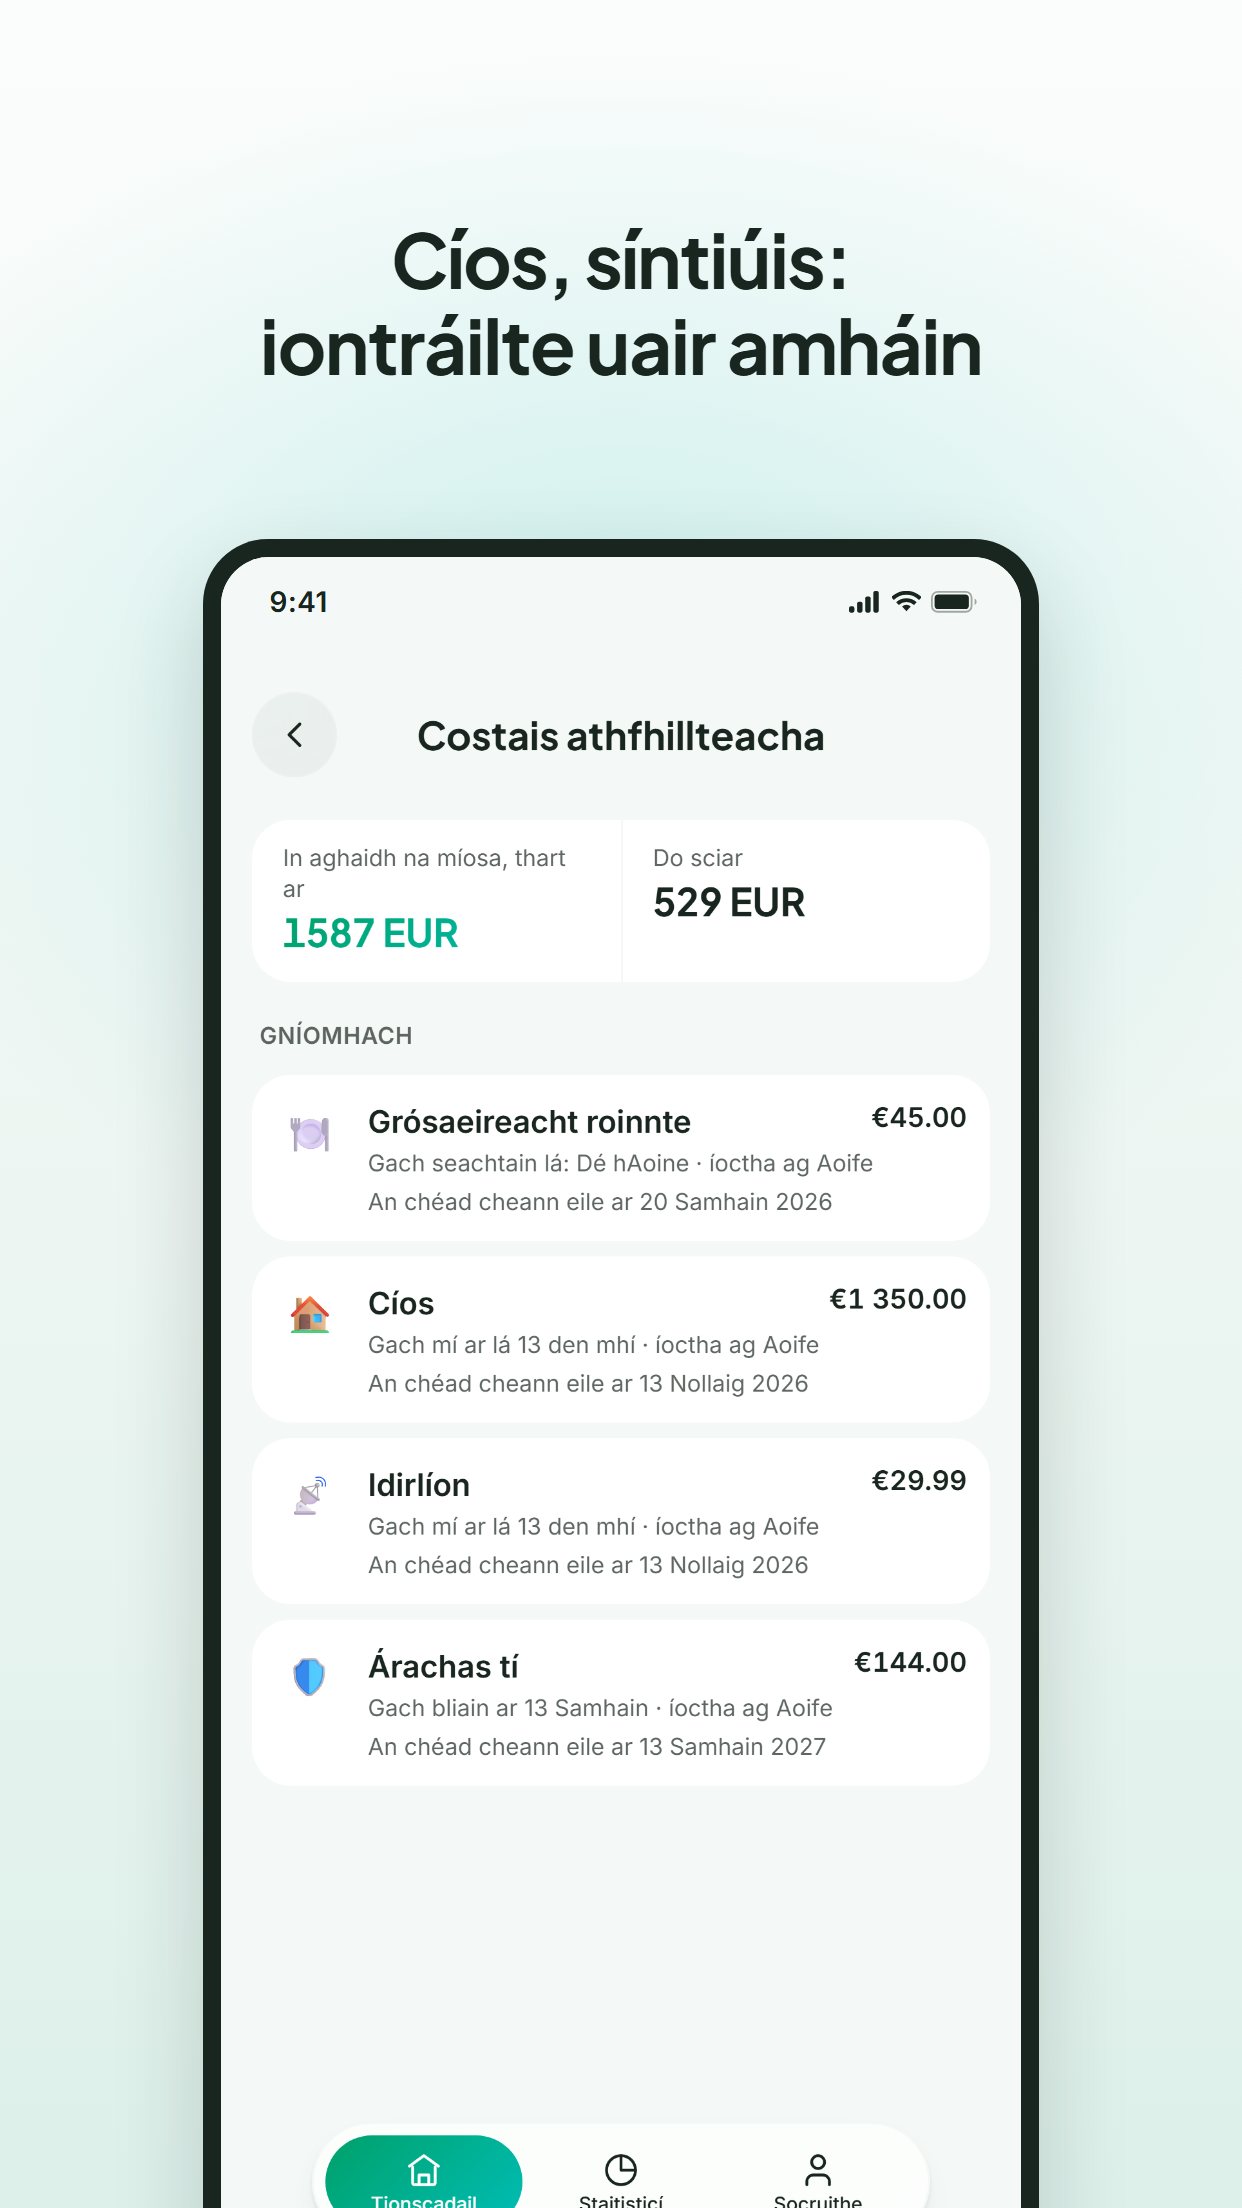 Cíos, síntiúis:
iontráilte uair amháin
9:41
Costais athfhillteacha
In aghaidh na míosa, thart
ar
1587 EUR
Do sciar
529 EUR
GNÍOMHACH
Grósaeireacht roinnte
€45.00
Gach seachtain lá: Dé hAoine · íoctha ag Aoife
An chéad cheann eile ar 20 Samhain 2026
Cíos
€1 350.00
Gach mí ar lá 13 den mhí · íoctha ag Aoife
An chéad cheann eile ar 13 Nollaig 2026
Idirlíon
€29.99
Gach mí ar lá 13 den mhí · íoctha ag Aoife
An chéad cheann eile ar 13 Nollaig 2026
Árachas tí
€144.00
Gach bliain ar 13 Samhain · íoctha ag Aoife
An chéad cheann eile ar 13 Samhain 2027
Tionscadail
Staitisticí
Socruithe